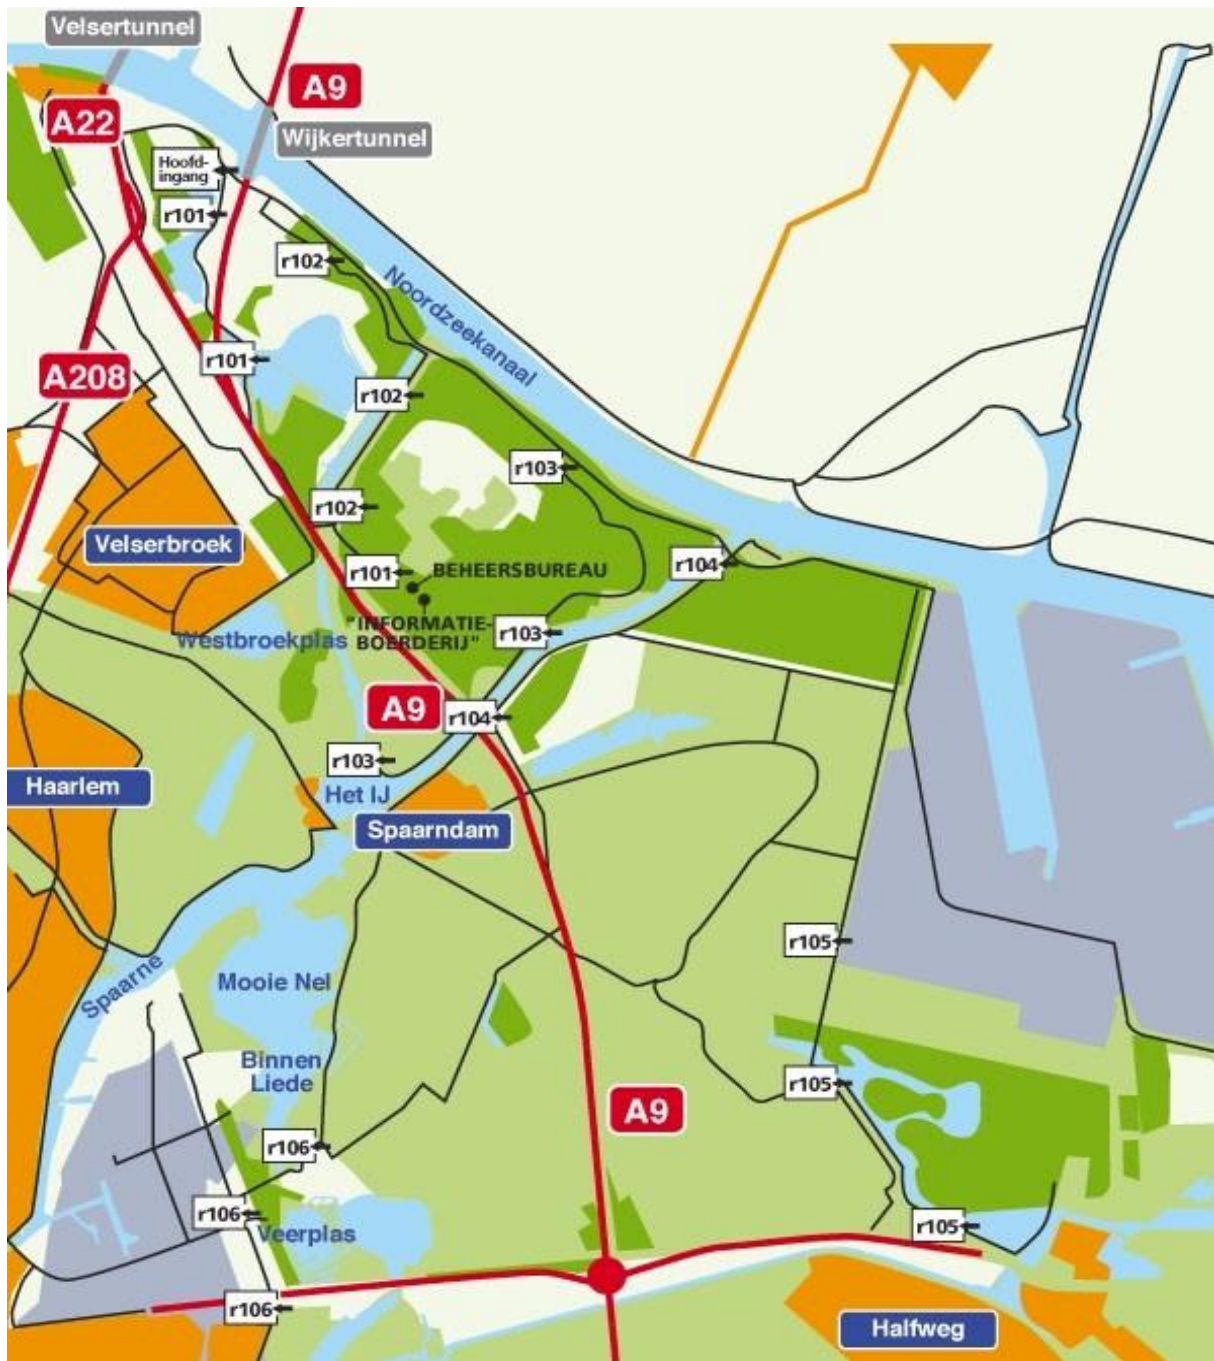 Velsertunnel
A9
A22
Wijkertunnel
Hoofd-
ingang
r101
r102
Noordzeekanaal
r101
A208
r102
r103
r102
Velserbroek
r104
r101
BEHEERSBUREAU
"INFORMATIE-
BOERDERIJ"
r103
Westbroekplas
A9
r104
r103
Haarlem
Het IJ
Spaarndam
r105
Spaarne
Mooie Nel
Binnen
Liede
r105
A9
r106
r106
Veerplas
r105
r106
Halfweg